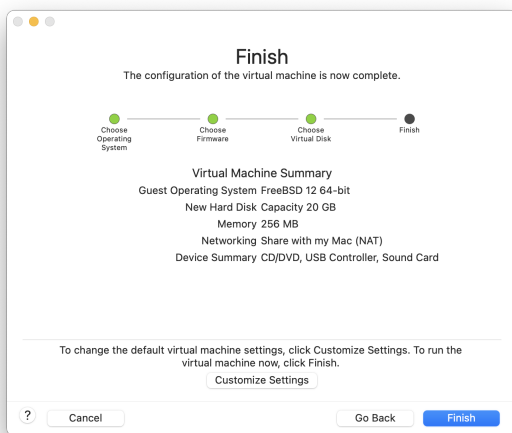 Finish
The configuration of the virtual machine is now complete.
Choose
Operating
System
Choose
Firmware
Choose
Virtual Disk
Finish
Virtual Machine Summary
Guest Operating System FreeBSD 12 64-bit
New Hard Disk Capacity 20 GB
Memory 256 MB
Networking Share with my Mac (NAT)
Device Summary CD/DVD, USB Controller, Sound Card
To change the default virtual machine settings, click Customize Settings. To run the
virtual machine now, click Finish.
Customize Settings
? Cancel Go Back Finish